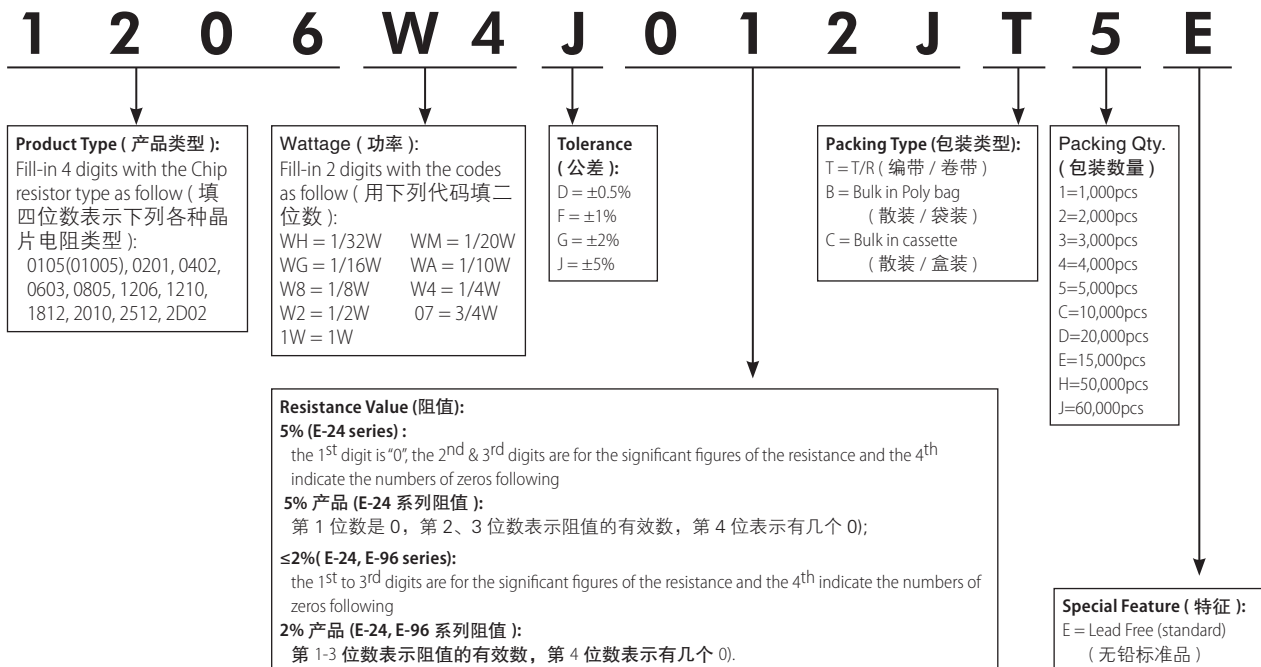 1 2 0 6 W 4 J 0 1 2 J T 5 E
Product Type ( 产品类型 ):
Fill-in 4 digits with the Chip
resistor type as follow ( 填
四位数表示下列各种晶
片电阻类型 ):
0105(01005), 0201, 0402,
0603, 0805, 1206, 1210,
1812, 2010, 2512, 2D02
Wattage ( 功率 ):
Fill-in 2 digits with the codes
as follow ( 用下列代码填二
位数 ):
WH = 1/32W WM = 1/20W
WG = 1/16W WA = 1/10W
W8 = 1/8W W4 = 1/4W
W2 = 1/2W 07 = 3/4W
1W = 1W
Tolerance
( 公差 ):
D = ±0.5%
F = ±1%
G = ±2%
J = ±5%
Packing Type (包装类型):
T = T/R ( 编带 / 卷带 )
B = Bulk in Poly bag
( 散装 / 袋装 )
C = Bulk in cassette
( 散装 / 盒装 )
Packing Qty.
( 包装数量 )
1=1,000pcs
2=2,000pcs
3=3,000pcs
4=4,000pcs
5=5,000pcs
C=10,000pcs
D=20,000pcs
E=15,000pcs
H=50,000pcs
J=60,000pcs
Resistance Value (阻值):
5% (E-24 series) :
the 1st digit is "0", the 2nd & 3rd digits are for the significant figures of the resistance and the 4th
indicate the numbers of zeros following
5% 产品 (E-24 系列阻值 ):
第 1 位数是 0，第 2、3 位数表示阻值的有效数，第 4 位表示有几个 0);
≤2%( E-24, E-96 series):
the 1st to 3rd digits are for the significant figures of the resistance and the 4th indicate the numbers of
zeros following
2% 产品 (E-24, E-96 系列阻值 ):
第 1-3 位数表示阻值的有效数，第 4 位数表示有几个 0).
Special Feature ( 特征 ):
E = Lead Free (standard)
( 无铅标准品 )